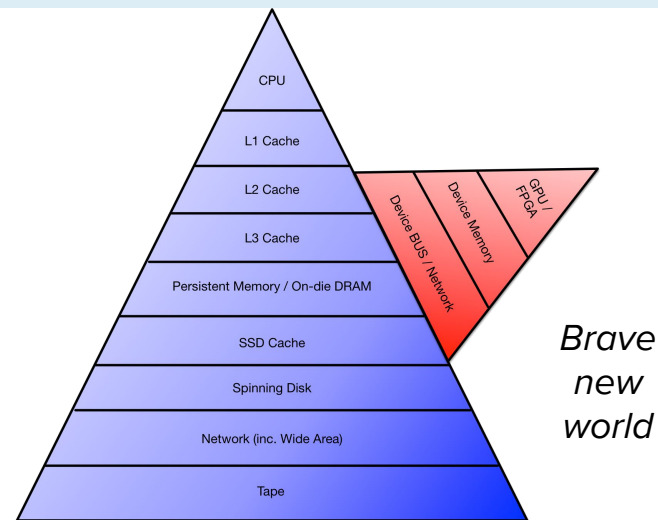 CPU
L1 Cache
L2 Cache
L3 Cache
Persistent Memory / On-die DRAM
SSD Cache
Spinning Disk
Network (inc. Wide Area)
Tape
Device BUS / Network
Device Memory
GPU /
FPGA
Brave
new
world